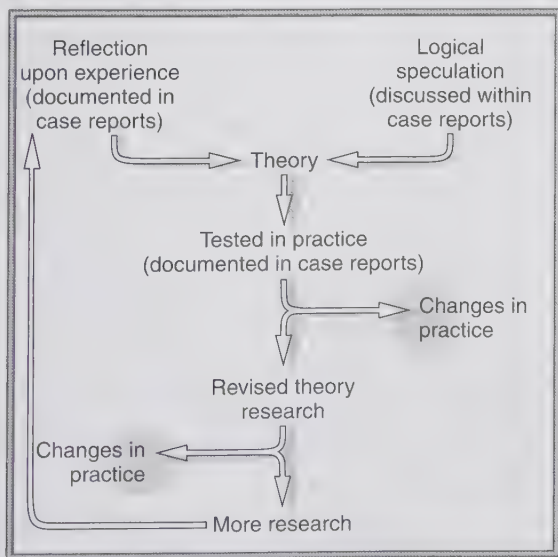 Reflection
upon experience
(documented in
case reports)
Logical
speculation
(discussed within
case reports)
Theory
Tested in practice
(documented in case reports)
Changes in
practice
Revised theory
research
Changes in
practice
More research